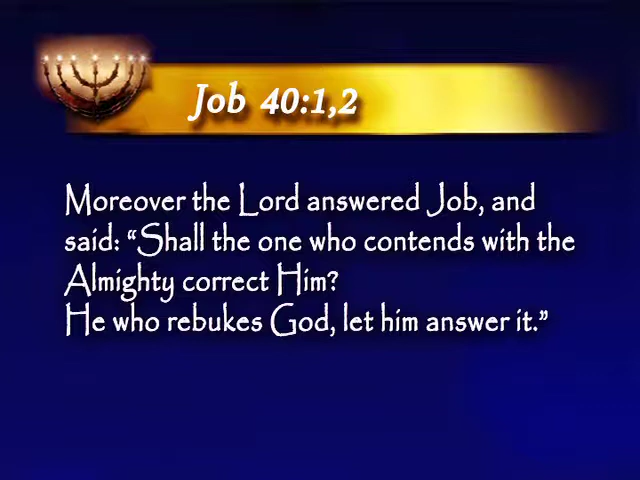 Job 40:1,2
Moreover the Lord answered Job, and
said: “Shall the one who contends with the
Almighty correct Him?
He who rebukes God, let him answer it.”